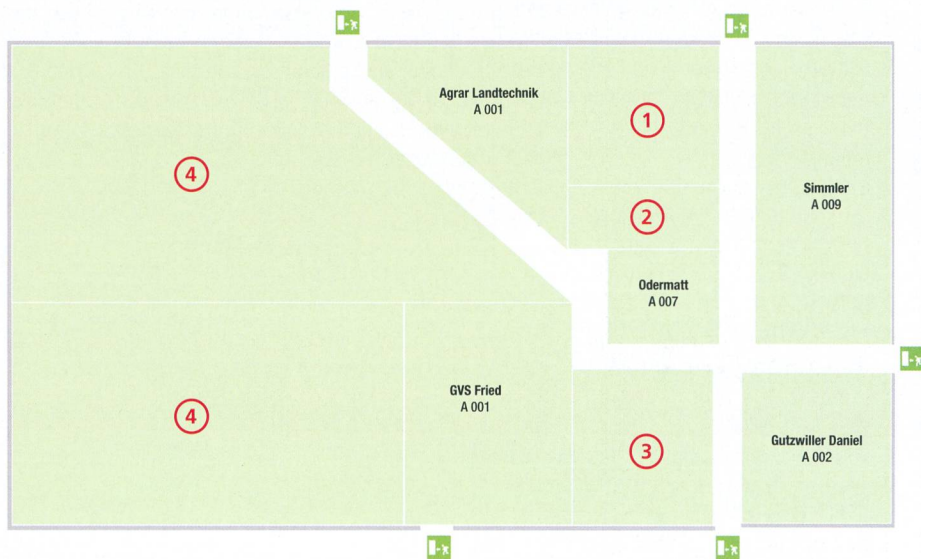 Agrar Landtechnik
A 001
1
4
Simmler
A 009
2
Odermatt
A 007
GVS Fried
A 001
4
3
Gutzwiller Daniel
A 002